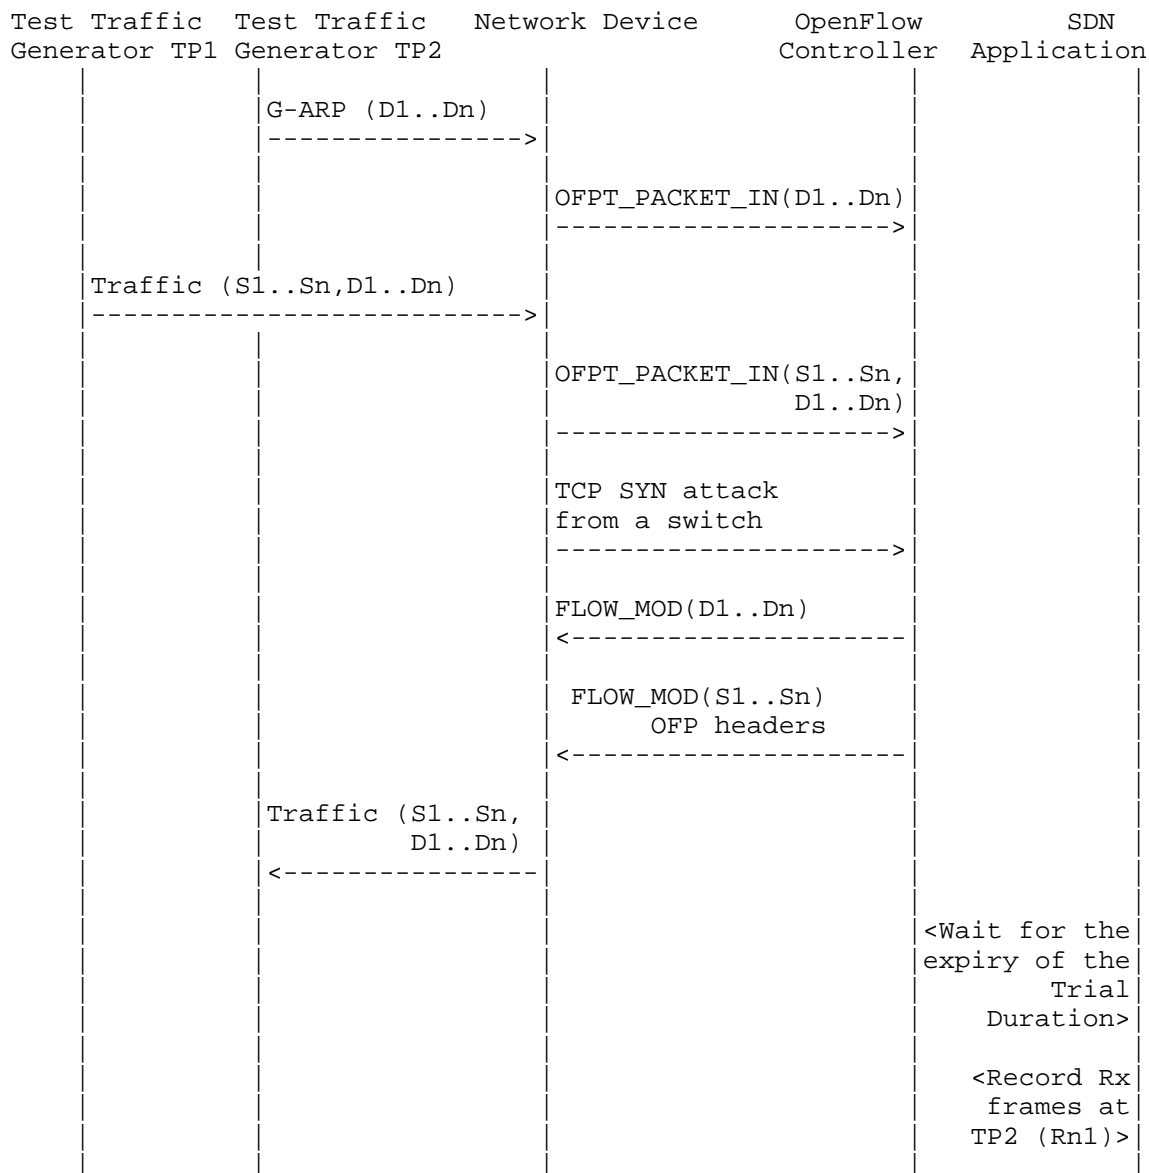 Test Traffic  Test Traffic   Network Device      OpenFlow         SDN
Generator TP1 Generator TP2                     Controller  Application
G-ARP (D1..Dn)
---------------->
OFPT_PACKET_IN(D1..Dn)
--------------------->
Traffic (S1..Sn,D1..Dn)
--------------------------->
OFPT_PACKET_IN(S1..Sn,
D1..Dn)
--------------------->
TCP SYN attack
from a switch
--------------------->
FLOW_MOD(D1..Dn)
<---------------------
FLOW_MOD(S1..Sn)
OFP headers
<---------------------
Traffic (S1..Sn,
D1..Dn)
<----------------
<Wait for the
expiry of the
Trial
Duration>
<Record Rx
frames at
TP2 (Rn1)>